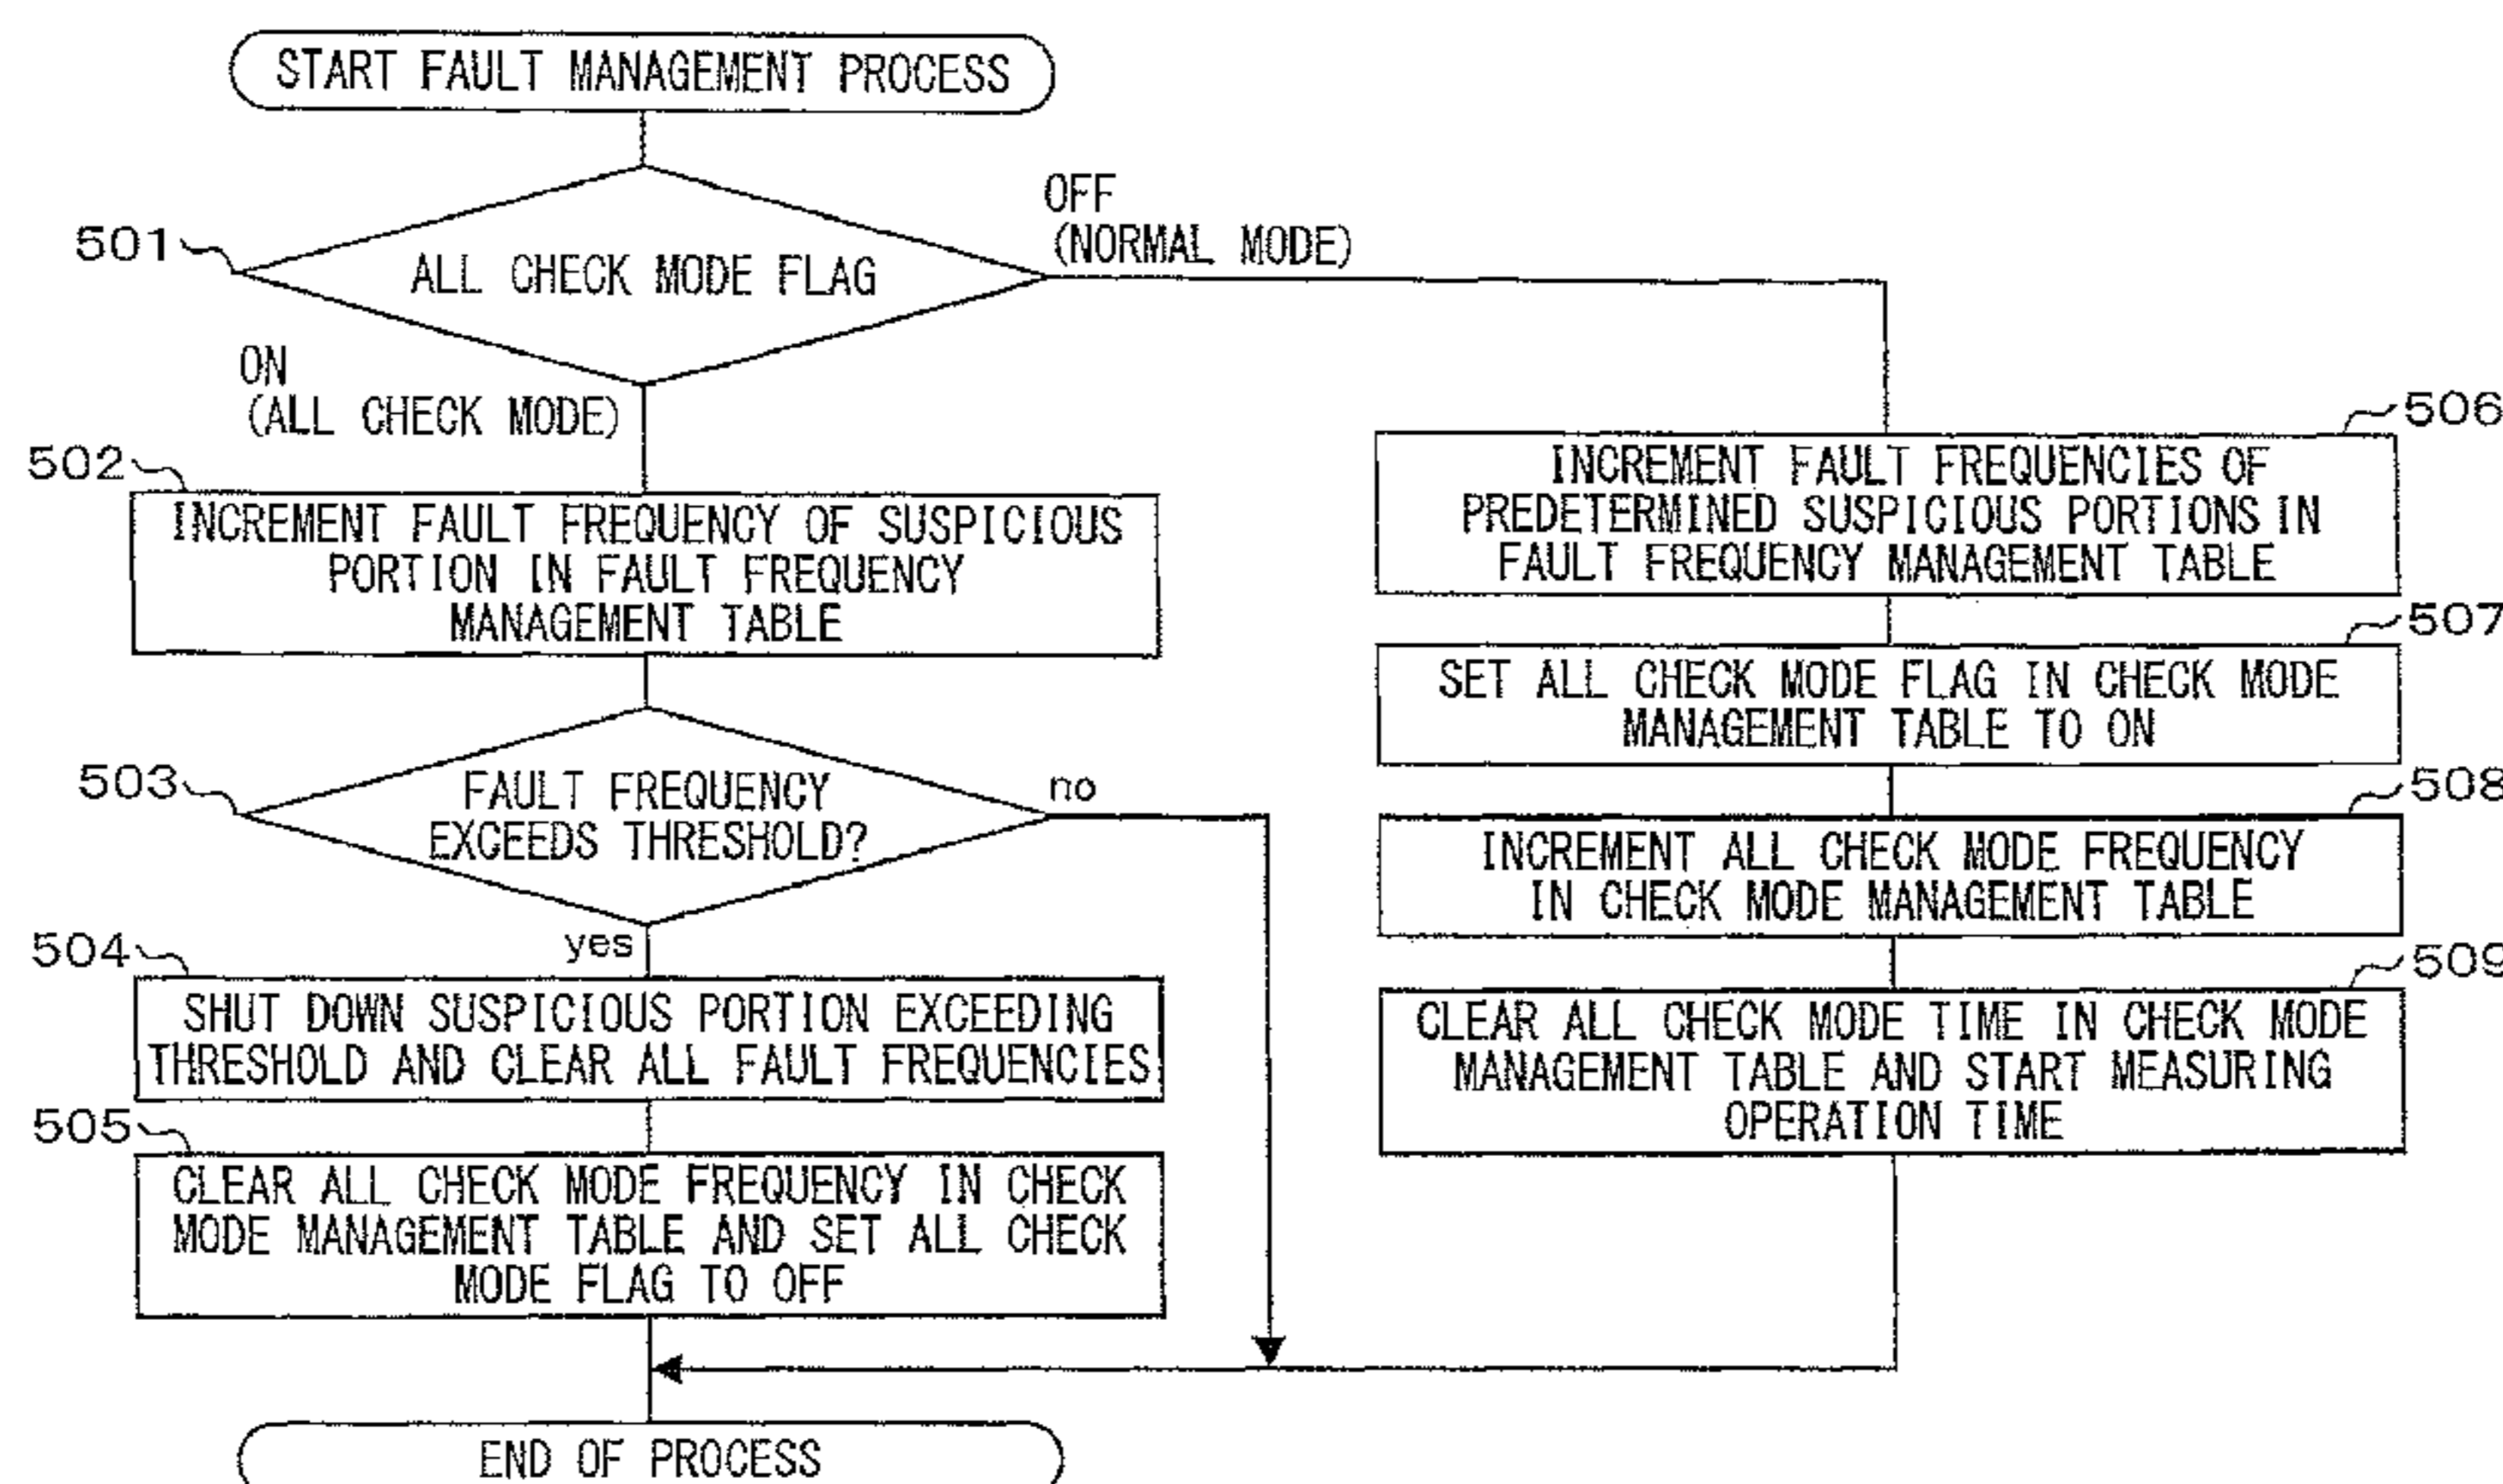 START FAULT MANAGEMENT PROCESS
501
ALL CHECK MODE FLAG
OFF
(NORMAL MODE)
ON
(ALL CHECK MODE)
502
INCREMENT FAULT FREQUENCY OF SUSPICIOUS
PORTION IN FAULT FREQUENCY
MANAGEMENT TABLE
503
FAULT FREQUENCY
EXCEEDS THRESHOLD?
no
yes
504
SHUT DOWN SUSPICIOUS PORTION EXCEEDING
THRESHOLD AND CLEAR ALL FAULT FREQUENCIES
505
CLEAR ALL CHECK MODE FREQUENCY IN CHECK
MODE MANAGEMENT TABLE AND SET ALL CHECK
MODE FLAG TO OFF
506
INCREMENT FAULT FREQUENCIES OF
PREDETERMINED SUSPICIOUS PORTIONS IN
FAULT FREQUENCY MANAGEMENT TABLE
507
SET ALL CHECK MODE FLAG IN CHECK MODE
MANAGEMENT TABLE TO ON
508
INCREMENT ALL CHECK MODE FREQUENCY
IN CHECK MODE MANAGEMENT TABLE
509
CLEAR ALL CHECK MODE TIME IN CHECK MODE
MANAGEMENT TABLE AND START MEASURING
OPERATION TIME
END OF PROCESS